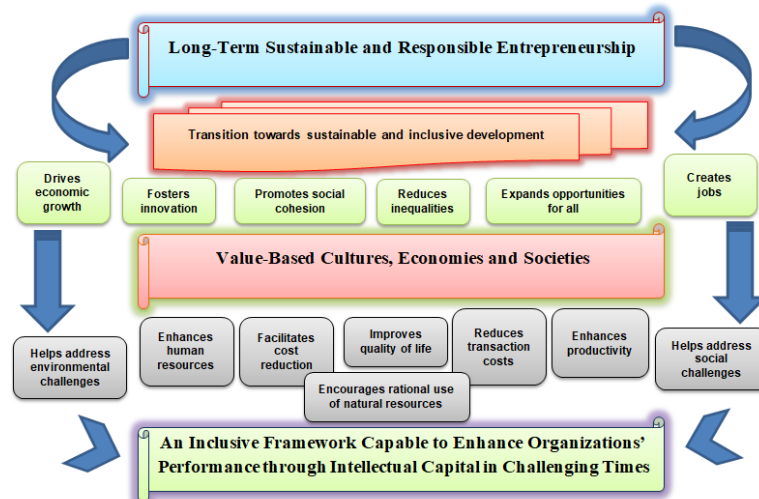 Long-Term Sustainable and Responsible Entrepreneurship
Transition towards sustainable and inclusive development
Drives
economic
growth
Fosters
innovation
Promotes social
cohesion
Reduces
inequalities
Expands opportunities
for all
Creates
jobs
Value-Based Cultures, Economies and Societies
Helps address
environmental
challenges
Enhances
human
resources
Facilitates
cost
reduction
Improves
quality of life
Reduces
transaction
costs
Enhances
productivity
Helps address
social
challenges
Encourages rational use
of natural resources
An Inclusive Framework Capable to Enhance Organizations’
Performance through Intellectual Capital in Challenging Times